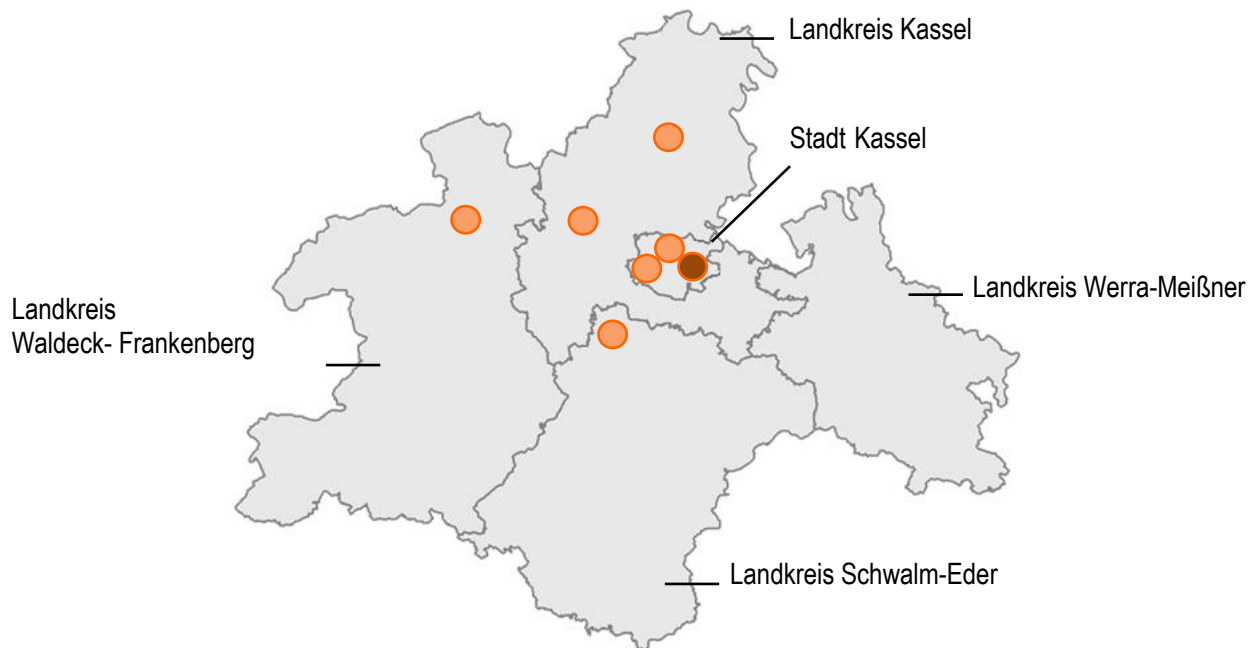 Landkreis Kassel
Stadt Kassel
Landkreis Werra-Meißner
Landkreis
Waldeck- Frankenberg
Landkreis Schwalm-Eder